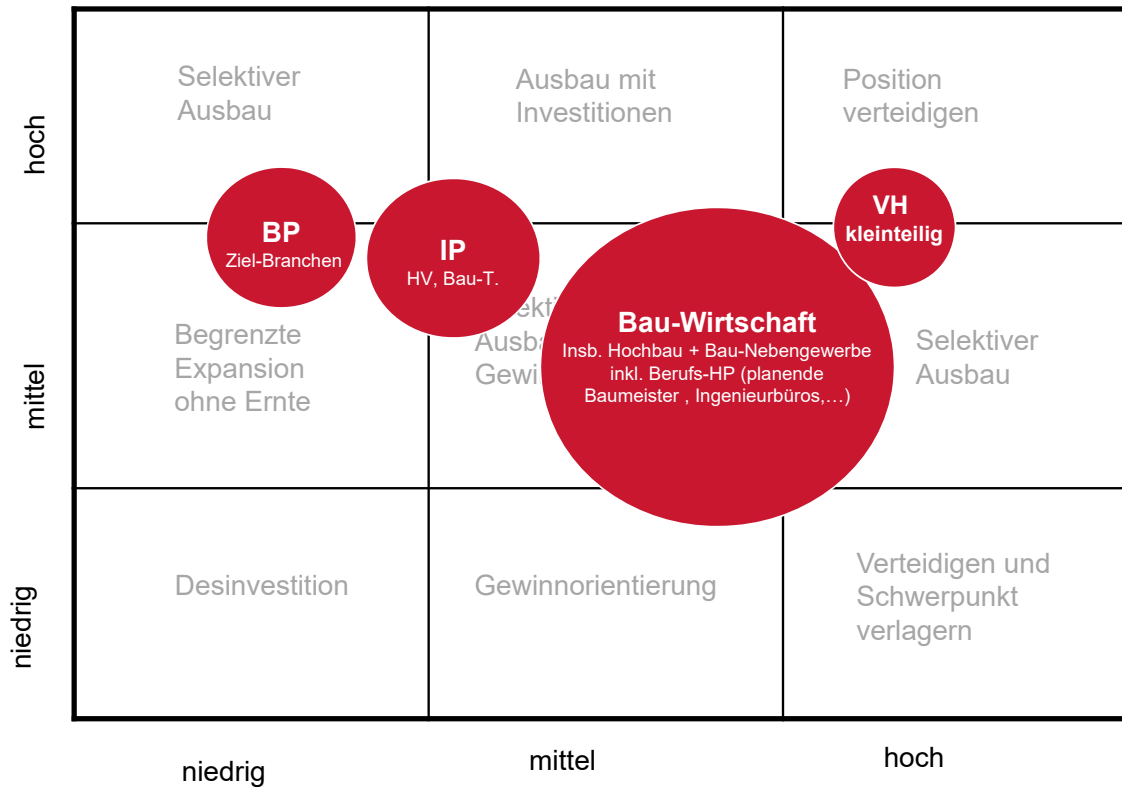 Selektiver
Ausbau
Ausbau mit
Investitionen
Position
verteidigen
hoch
BP
Ziel-Branchen
IP
HV, Bau-T.
VH
kleinteilig
Begrenzte
Expansion
ohne Ernte
Bau-Wirtschaft
Insb. Hochbau + Bau-Nebengewerbe
inkl. Berufs-HP (planende
Baumeister , Ingenieurbüros,…)
Selektiver
Ausbau
mittel
Desinvestition
Gewinnorientierung
Verteidigen und
Schwerpunkt
verlagern
niedrig
niedrig
mittel
hoch